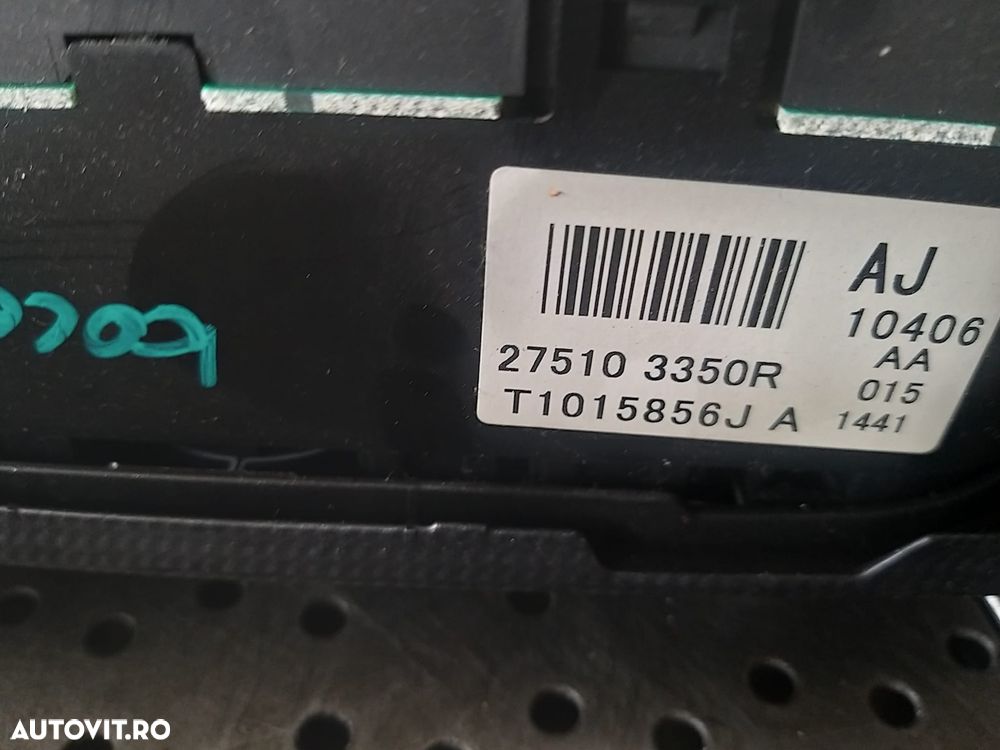 AJ
10406
AA
27510 3350R
015
T1015856J A
1441
AUTOVIT.RO